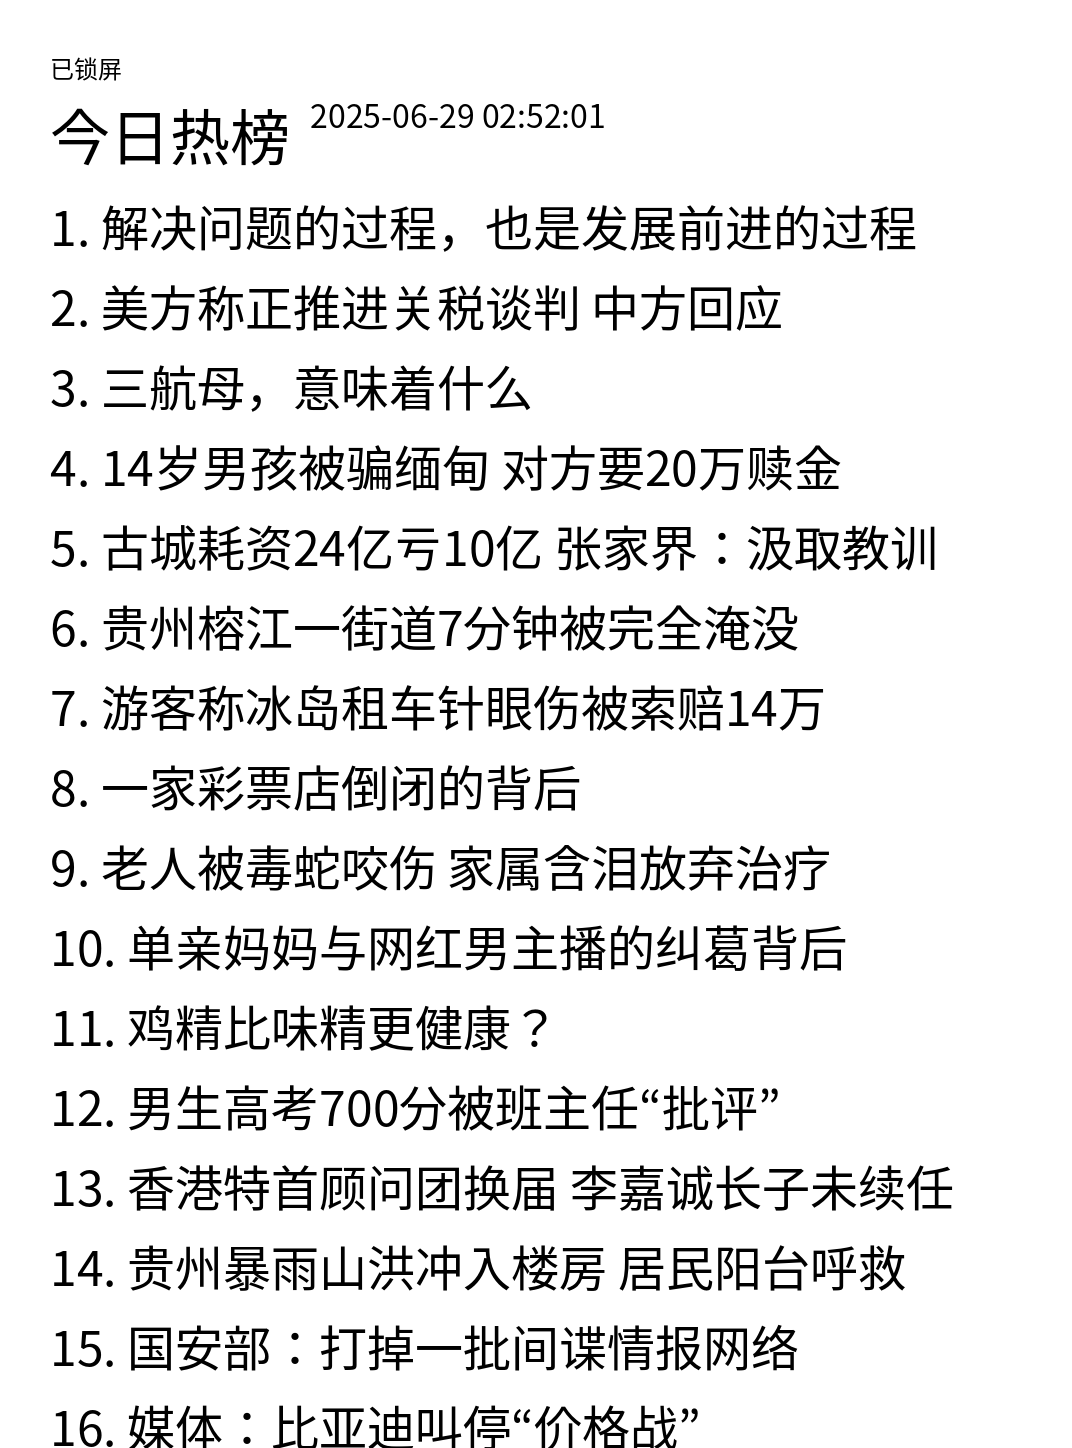 已锁屏
今日热榜 2025-06-29 02:52:01
1. 解决问题的过程，也是发展前进的过程
2. 美方称正推进关税谈判 中方回应
3. 三航母，意味着什么
4. 14岁男孩被骗缅甸 对方要20万赎金
5. 古城耗资24亿亏10亿 张家界：汲取教训
6. 贵州榕江一街道7分钟被完全淹没
7. 游客称冰岛租车针眼伤被索赔14万
8. 一家彩票店倒闭的背后
9. 老人被毒蛇咬伤 家属含泪放弃治疗
10. 单亲妈妈与网红男主播的纠葛背后
11. 鸡精比味精更健康？
12. 男生高考700分被班主任“批评”
13. 香港特首顾问团换届 李嘉诚长子未续任
14. 贵州暴雨山洪冲入楼房 居民阳台呼救
15. 国安部：打掉一批间谍情报网络
16. 媒体：比亚迪叫停“价格战”